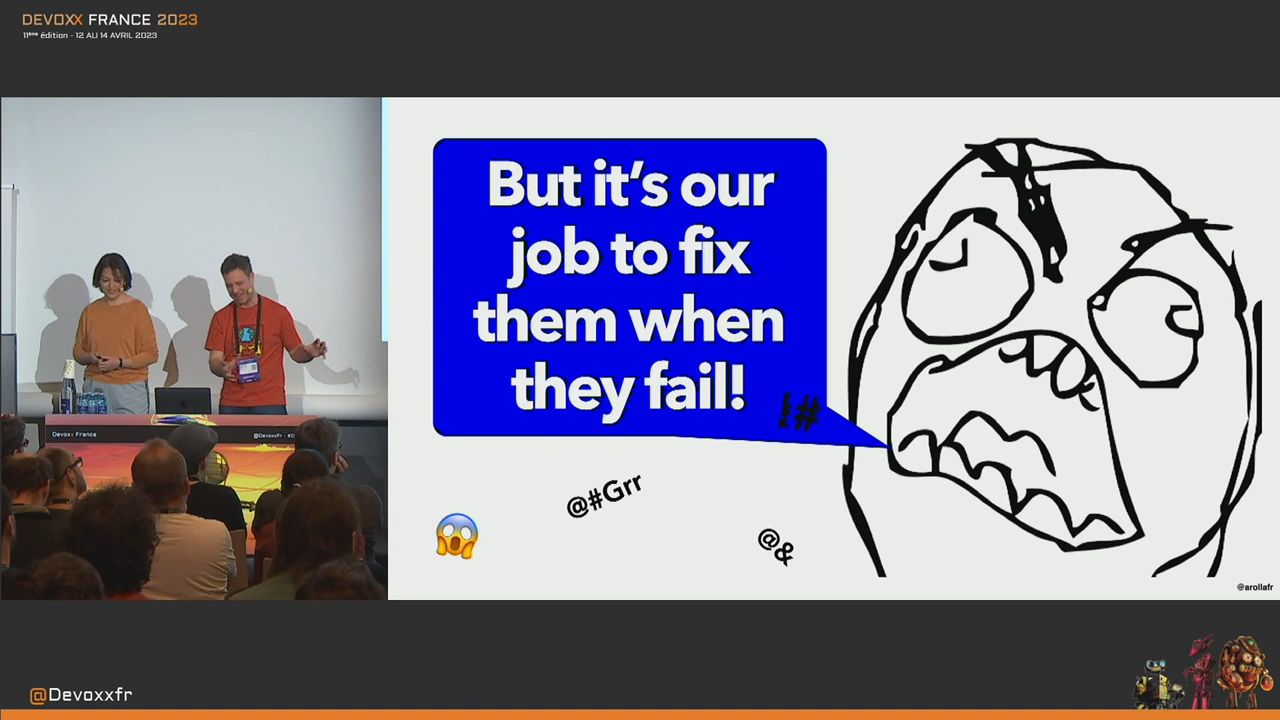 DEVOXX FRANCE 2023
11ème édition - 12 AU 14 AVRIL 2023
But it’s our
job to fix
them when
they fail!
!#
@#Grr
@&
@arollafr
Devoxx France
@DevoxxFr - #D
@Devoxxfr